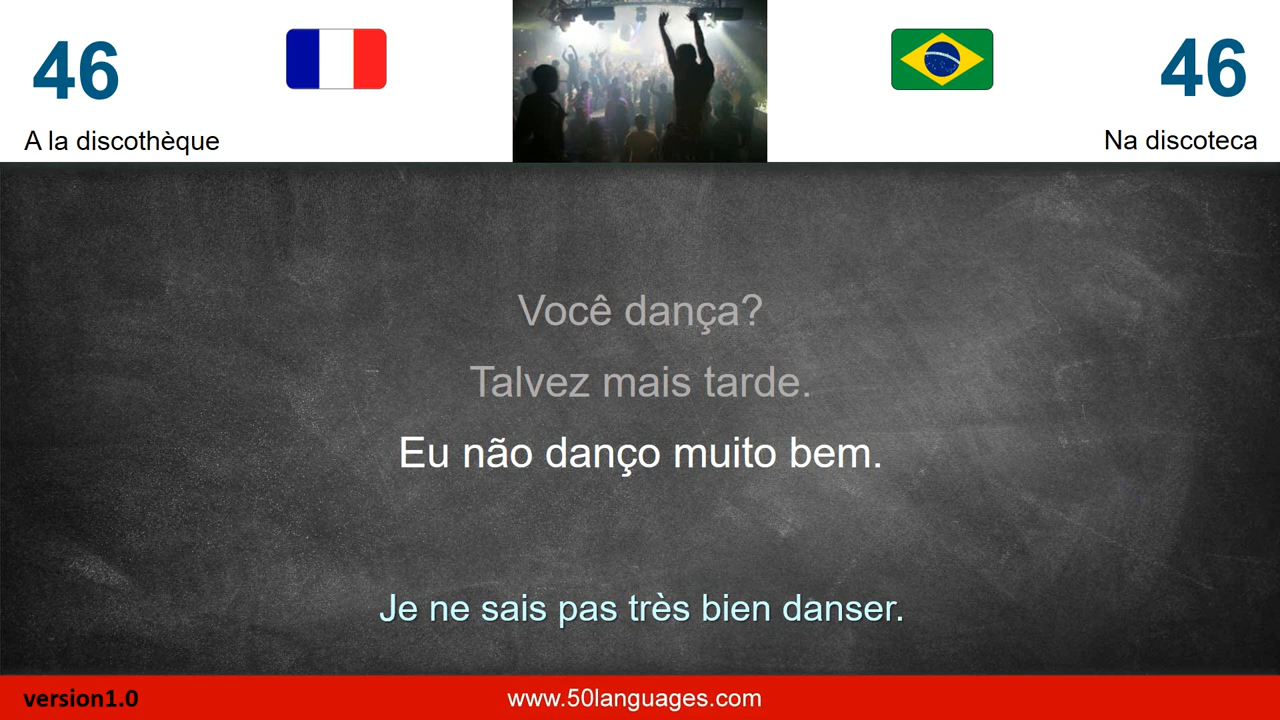 46
46
A la discothèque
Na discoteca
Você dança?
Talvez mais tarde.
Eu não danço muito bem.
Je ne sais pas très bien danser.
version1.0
www.50languages.com